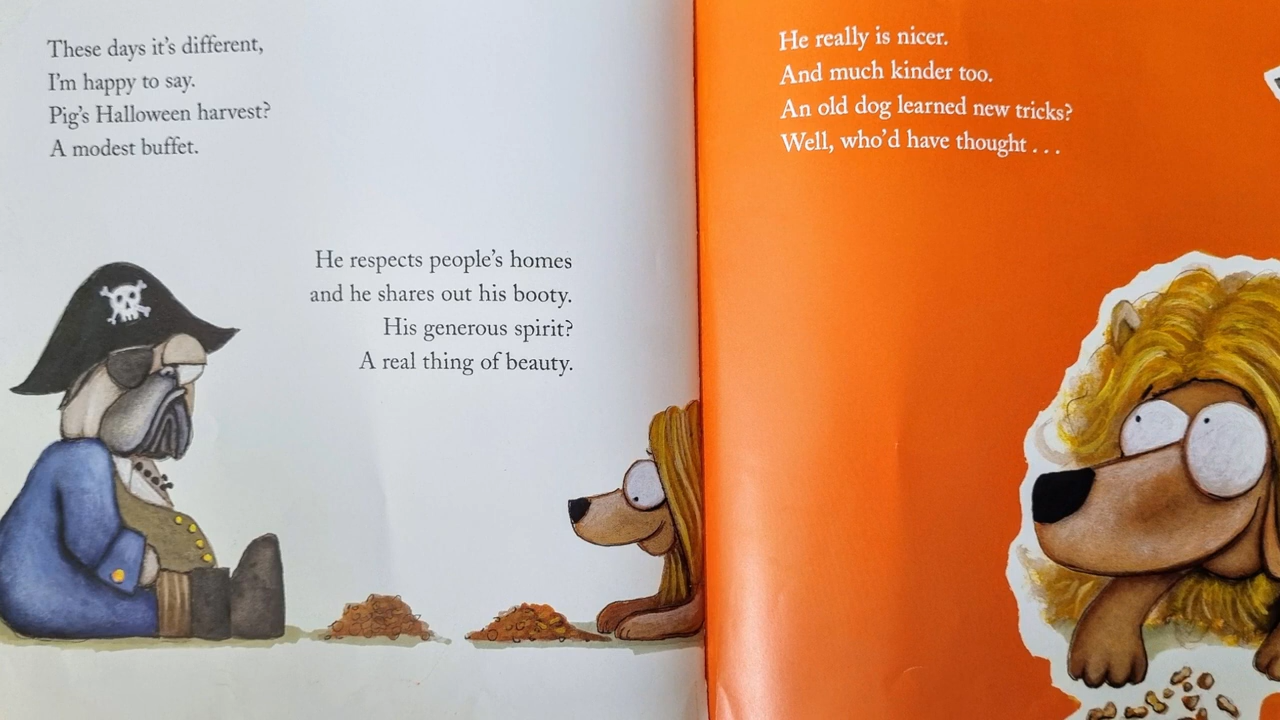 These days it's different,
I'm happy to say.
Pig's Halloween harvest?
A modest buffet.
He respects people's homes
and he shares out his booty.
His generous spirit?
A real thing of beauty.
He really is nicer.
And much kinder too.
An old dog learned new tricks?
Well, who'd have thought . . .